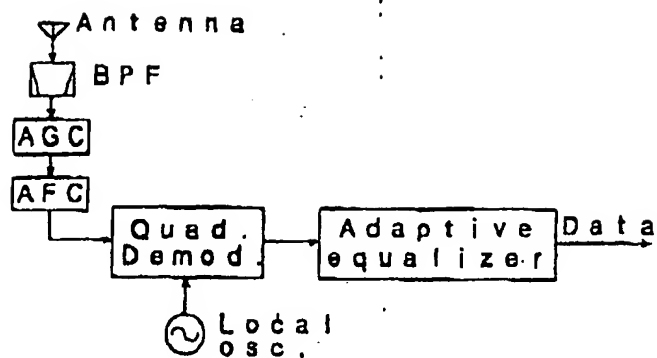 Antenna
BPF
AGC
AFC
Quad.
Demod.
Adaptive
equalizer
Data
Local
osc.